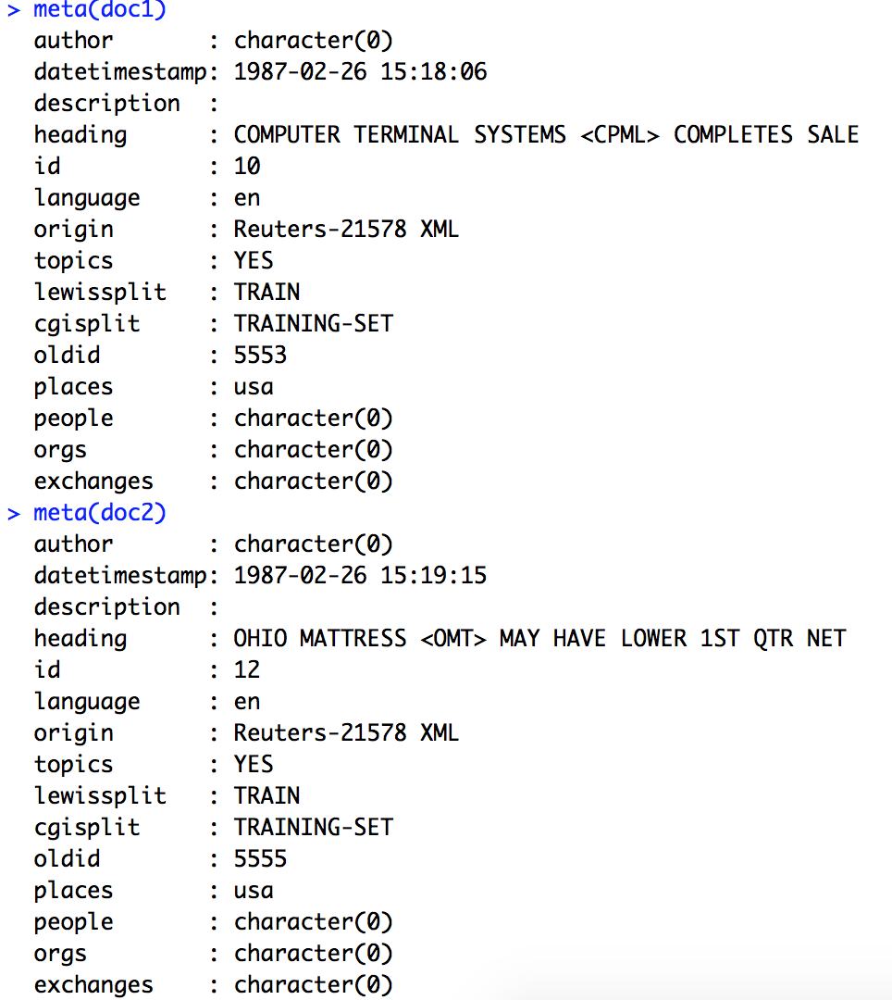 > meta(doc1)
  author       : character(0)
  datetimestamp: 1987-02-26 15:18:06
  description  :
  heading      : COMPUTER TERMINAL SYSTEMS <CPML> COMPLETES SALE
  id           : 10
  language     : en
  origin       : Reuters-21578 XML
  topics       : YES
  lewissplit   : TRAIN
  cgisplit     : TRAINING-SET
  oldid        : 5553
  places       : usa
  people       : character(0)
  orgs         : character(0)
  exchanges    : character(0)
> meta(doc2)
  author       : character(0)
  datetimestamp: 1987-02-26 15:19:15
  description  :
  heading      : OHIO MATTRESS <OMT> MAY HAVE LOWER 1ST QTR NET
  id           : 12
  language     : en
  origin       : Reuters-21578 XML
  topics       : YES
  lewissplit   : TRAIN
  cgisplit     : TRAINING-SET
  oldid        : 5555
  places       : usa
  people       : character(0)
  orgs         : character(0)
  exchanges    : character(0)